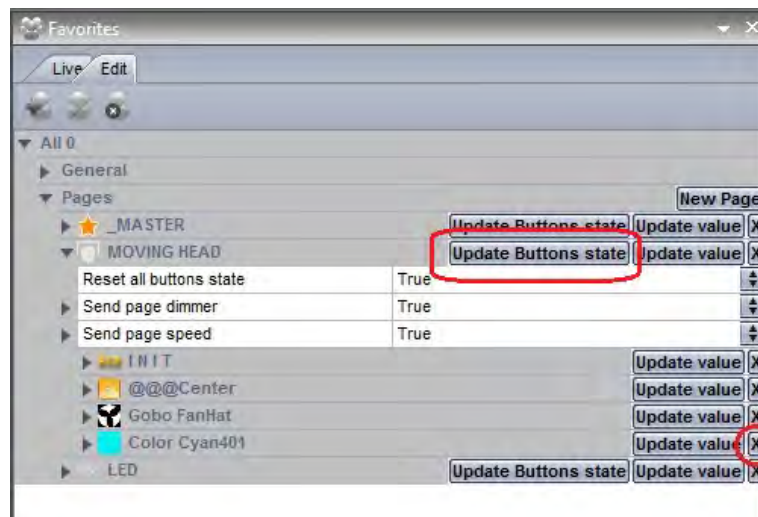 Favorites
Live Edit
All 0
General
Pages New Page
_MASTER Update Buttons state Update value X
MOVING HEAD Update Buttons state Update value X
Reset all buttons state True
Send page dimmer True
Send page speed True
I N I T Update value X
@@@Center Update value X
Gobo FanHat Update value X
Color Cyan401 Update value X
LED Update Buttons state Update value X